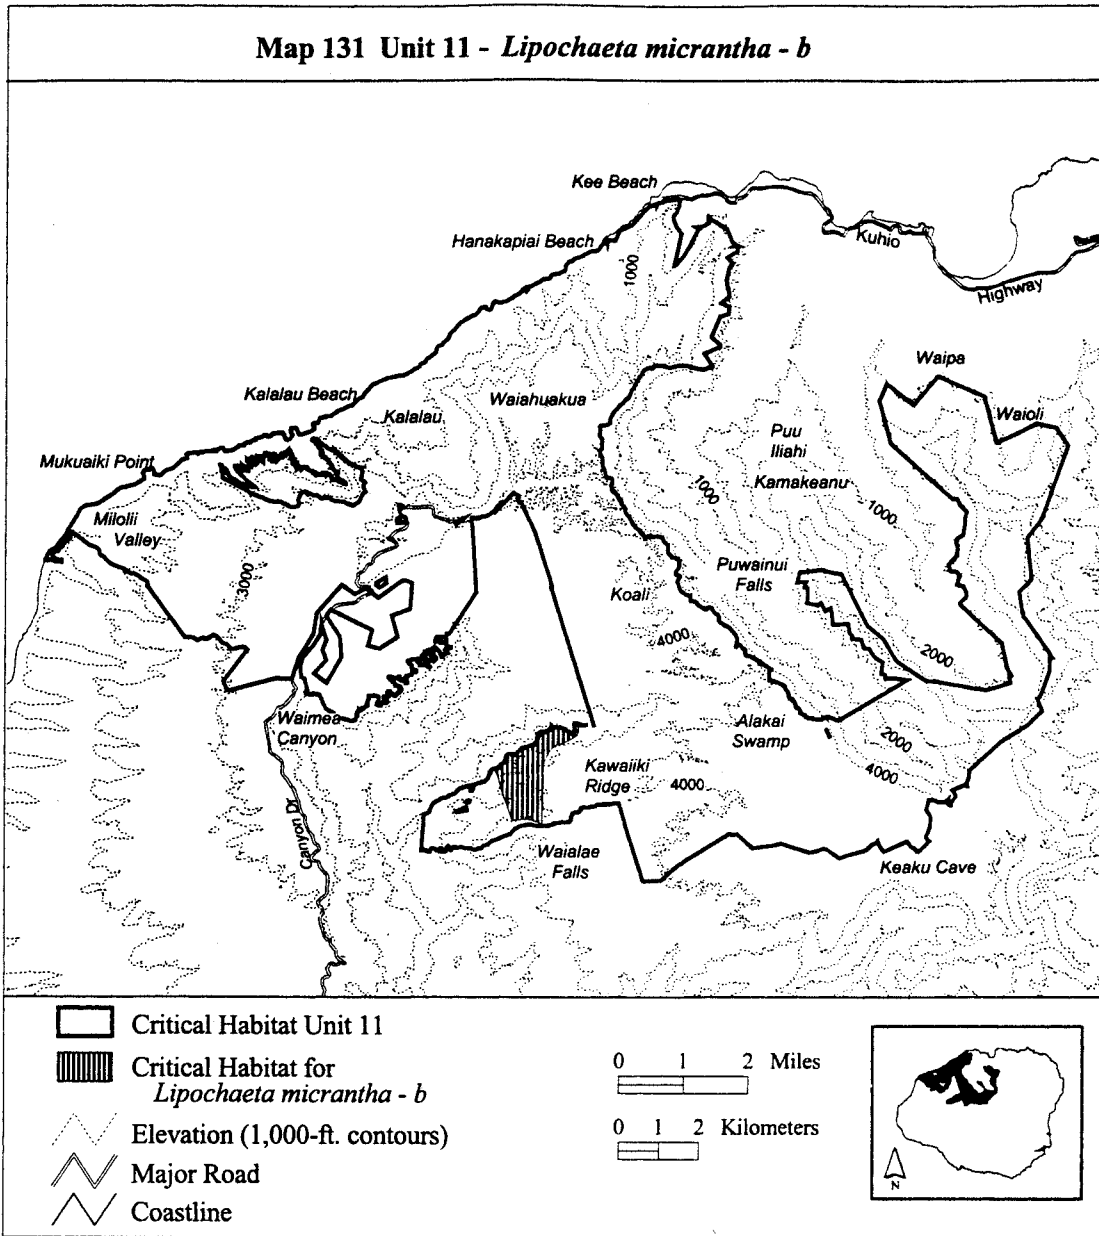 Map 131 Unit 11 - Lipochaeta micrantha - b
Kee Beach
Hanakapiai Beach
Kuhio
Highway
1000
Waipa
Kalalau Beach
Kalalau
Waiahuakua
Waioli
Puu
Iliahi
Mukuaiki Point
Kamakeanu
1000
1000
Milolii
Valley
3000
Puwainui
Falls
Koali
4000
2000
Waimea
Canyon
Alakai
Swamp
2000
Kawaiiki
Ridge
4000
4000
Canyon Dr
Waialae
Falls
Keaku Cave
Critical Habitat Unit 11
Critical Habitat for
Lipochaeta micrantha - b
Elevation (1,000-ft. contours)
Major Road
Coastline
0 1 2 Miles
0 1 2 Kilometers
N